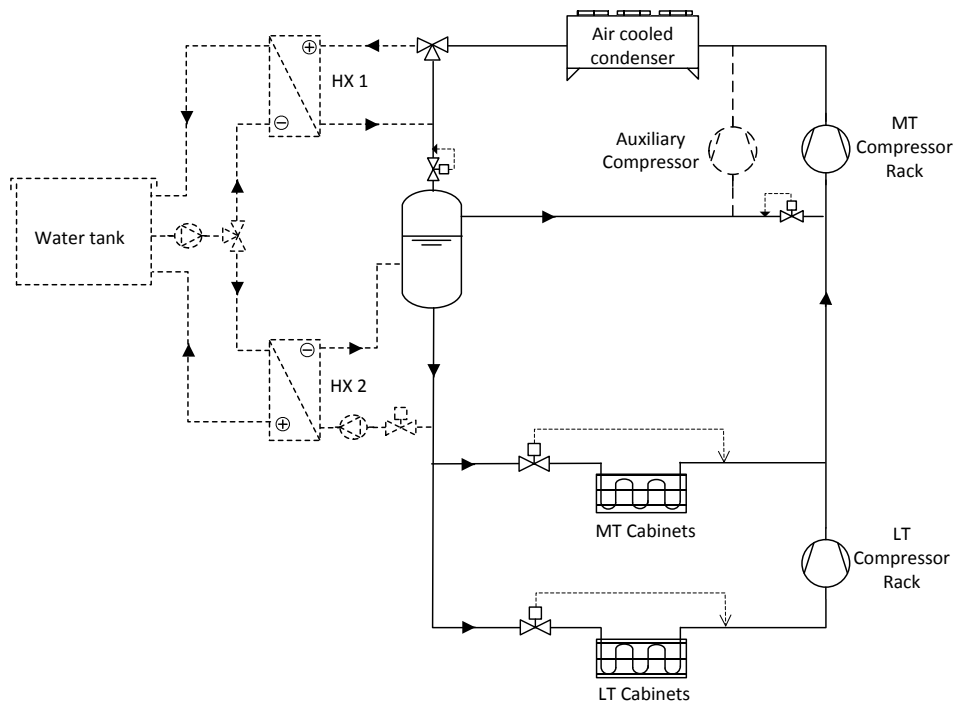 Air cooled
condenser
HX 1
Auxiliary
Compressor
MT
Compressor
Rack
Water tank
HX 2
MT Cabinets
LT
Compressor
Rack
LT Cabinets